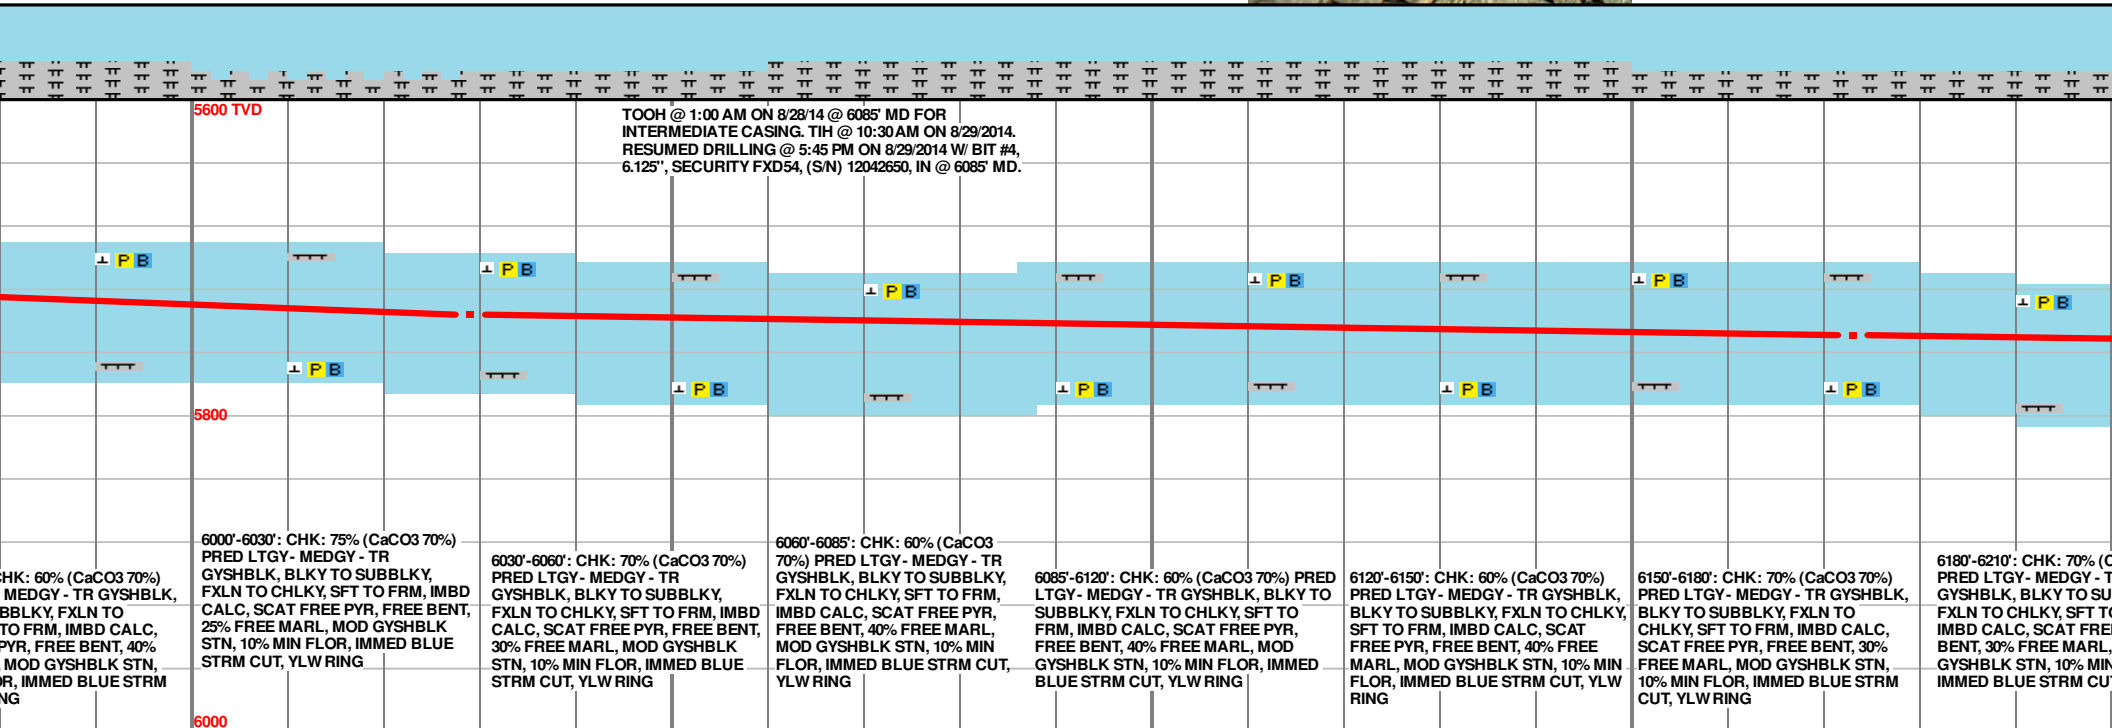 5600 TVD
TOOH @ 1:00 AM ON 8/28/14 @ 6085' MD FOR
INTERMEDIATE CASING. TIH @ 10:30 AM ON 8/29/2014.
RESUMED DRILLING @ 5:45 PM ON 8/29/2014 W/ BIT #4,
6.125", SECURITY FXD54, (S/N) 12042650, IN @ 6085' MD.
P B
P B
P B
P B
P B
P B
P B
P B
P B
P B
P B
5800
HK: 60% (CaCO3 70%)
MEDGY - TR GYSHBLK,
BBLKY, FXLN TO
TO FRM, IMBD CALC,
PYR, FREE BENT, 40%
MOD GYSHBLK STN,
OR, IMMED BLUE STRM
NG
6000'-6030': CHK: 75% (CaCO3 70%)
PRED LTGY - MEDGY - TR
GYSHBLK, BLKY TO SUBBLKY,
FXLN TO CHLKY, SFT TO FRM, IMBD
CALC, SCAT FREE PYR, FREE BENT,
25% FREE MARL, MOD GYSHBLK
STN, 10% MIN FLOR, IMMED BLUE
STRM CUT, YLW RING
6030'-6060': CHK: 70% (CaCO3 70%)
PRED LTGY - MEDGY - TR
GYSHBLK, BLKY TO SUBBLKY,
FXLN TO CHLKY, SFT TO FRM, IMBD
CALC, SCAT FREE PYR, FREE BENT,
30% FREE MARL, MOD GYSHBLK
STN, 10% MIN FLOR, IMMED BLUE
STRM CUT, YLW RING
6060'-6085': CHK: 60% (CaCO3
70%) PRED LTGY - MEDGY - TR
GYSHBLK, BLKY TO SUBBLKY,
FXLN TO CHLKY, SFT TO FRM,
IMBD CALC, SCAT FREE PYR,
FREE BENT, 40% FREE MARL,
MOD GYSHBLK STN, 10% MIN
FLOR, IMMED BLUE STRM CUT,
YLW RING
6085'-6120': CHK: 60% (CaCO3 70%) PRED
LTGY - MEDGY - TR GYSHBLK, BLKY TO
SUBBLKY, FXLN TO CHLKY, SFT TO
FRM, IMBD CALC, SCAT FREE PYR,
FREE BENT, 40% FREE MARL, MOD
GYSHBLK STN, 10% MIN FLOR, IMMED
BLUE STRM CUT, YLW RING
6120'-6150': CHK: 60% (CaCO3 70%)
PRED LTGY - MEDGY - TR GYSHBLK,
BLKY TO SUBBLKY, FXLN TO CHLKY,
SFT TO FRM, IMBD CALC, SCAT
FREE PYR, FREE BENT, 40% FREE
MARL, MOD GYSHBLK STN, 10% MIN
FLOR, IMMED BLUE STRM CUT, YLW
RING
6150'-6180': CHK: 70% (CaCO3 70%)
PRED LTGY - MEDGY - TR GYSHBLK,
BLKY TO SUBBLKY, FXLN TO
CHLKY, SFT TO FRM, IMBD CALC,
SCAT FREE PYR, FREE BENT, 30%
FREE MARL, MOD GYSHBLK STN,
10% MIN FLOR, IMMED BLUE STRM
CUT, YLW RING
6180'-6210': CHK: 70% (C
PRED LTGY - MEDGY - T
GYSHBLK, BLKY TO SU
FXLN TO CHLKY, SFT TO
IMBD CALC, SCAT FRE
BENT, 30% FREE MARL,
GYSHBLK STN, 10% MIN
IMMED BLUE STRM CU
6000